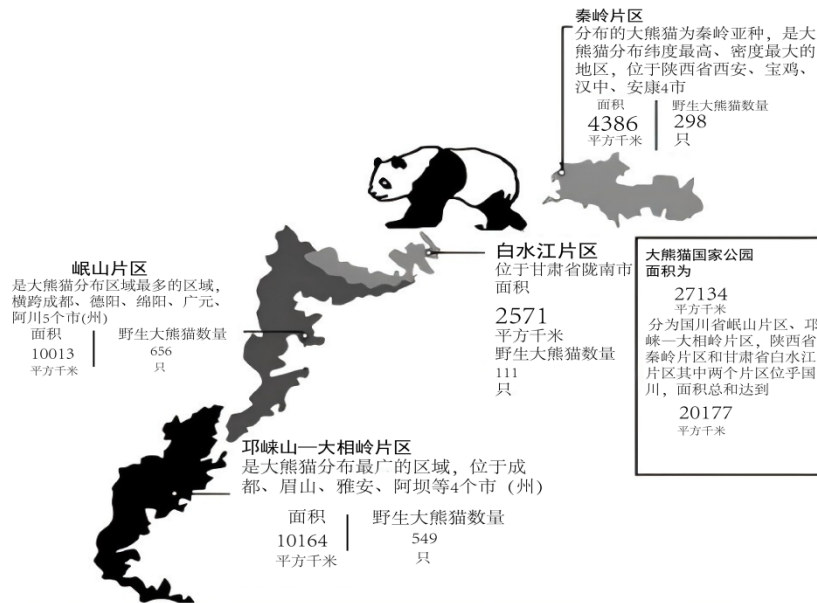 秦岭片区
分布的大熊猫为秦岭亚种，是大
熊猫分布纬度最高、密度最大的
地区，位于陕西省西安、宝鸡、
汉中、安康4市
面积
4386
平方千米
野生大熊猫数量
298
只
岷山片区
是大熊猫分布区域最多的区域，
横跨成都、德阳、绵阳、广元、
阿川5个市(州)
面积
10013
平方千米
野生大熊猫数量
656
只
白水江片区
位于甘肃省陇南市
面积
2571
平方千米
野生大熊猫数量
111
只
大熊猫国家公园
面积为
27134
平方千米
分为国川省岷山片区、邛
崃—大相岭片区，陕西省
秦岭片区和甘肃省白水江
片区其中两个片区位乎国
川，面积总和达到
20177
平方千米
邛崃山—大相岭片区
是大熊猫分布最广的区域，位于成
都、眉山、雅安、阿坝等4个市（州）
面积
10164
平方千米
野生大熊猫数量
549
只